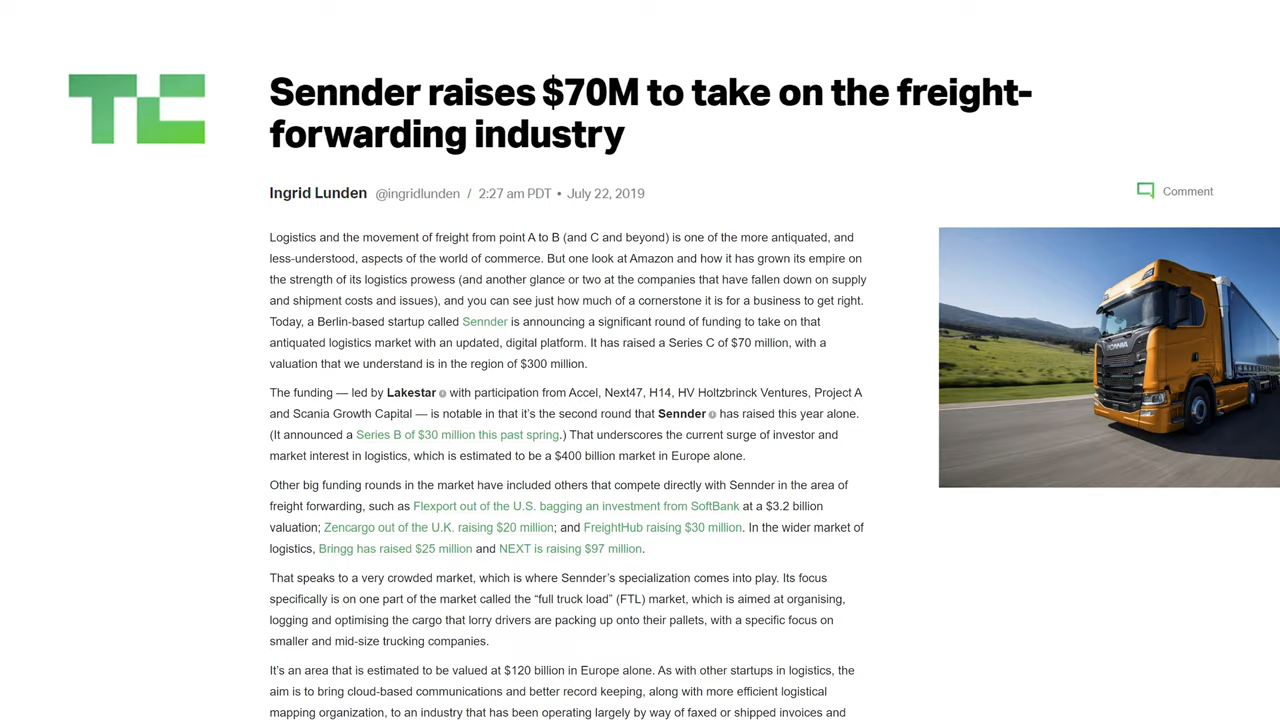 TC
Sennder raises $70M to take on the freight-
forwarding industry
Ingrid Lunden @ingridlunden / 2:27 am PDT • July 22, 2019
Comment
Logistics and the movement of freight from point A to B (and C and beyond) is one of the more antiquated, and
less-understood, aspects of the world of commerce. But one look at Amazon and how it has grown its empire on
the strength of its logistics prowess (and another glance or two at the companies that have fallen down on supply
and shipment costs and issues), and you can see just how much of a cornerstone it is for a business to get right.
Today, a Berlin-based startup called Sennder is announcing a significant round of funding to take on that
antiquated logistics market with an updated, digital platform. It has raised a Series C of $70 million, with a
valuation that we understand is in the region of $300 million.
SCANIA
The funding — led by Lakestar with participation from Accel, Next47, H14, HV Holtzbrinck Ventures, Project A
and Scania Growth Capital — is notable in that it's the second round that Sennder has raised this year alone.
(It announced a Series B of $30 million this past spring.) That underscores the current surge of investor and
market interest in logistics, which is estimated to be a $400 billion market in Europe alone.
Other big funding rounds in the market have included others that compete directly with Sennder in the area of
freight forwarding, such as Flexport out of the U.S. bagging an investment from SoftBank at a $3.2 billion
valuation; Zencargo out of the U.K. raising $20 million; and FreightHub raising $30 million. In the wider market of
logistics, Bringg has raised $25 million and NEXT is raising $97 million.
That speaks to a very crowded market, which is where Sennder's specialization comes into play. Its focus
specifically is on one part of the market called the “full truck load” (FTL) market, which is aimed at organising,
logging and optimising the cargo that lorry drivers are packing up onto their pallets, with a specific focus on
smaller and mid-size trucking companies.
It's an area that is estimated to be valued at $120 billion in Europe alone. As with other startups in logistics, the
aim is to bring cloud-based communications and better record keeping, along with more efficient logistical
mapping organization, to an industry that has been operating largely by way of faxed or shipped invoices and